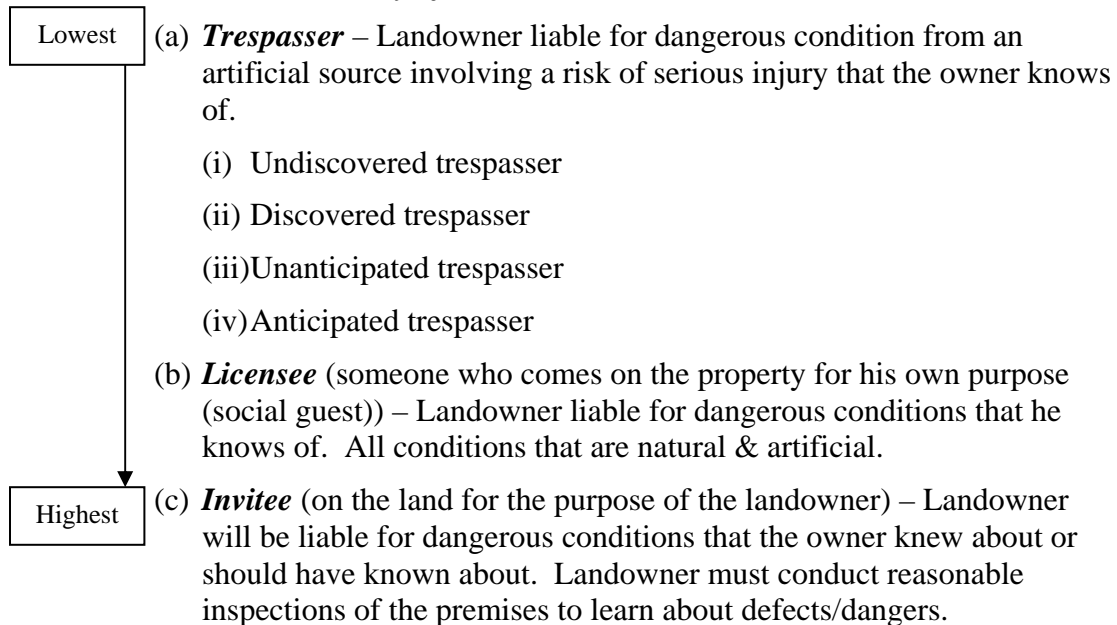 Lowest
(a) Trespasser – Landowner liable for dangerous condition from an
artificial source involving a risk of serious injury that the owner knows
of.
(i) Undiscovered trespasser
(ii) Discovered trespasser
(iii)Unanticipated trespasser
(iv)Anticipated trespasser
(b) Licensee (someone who comes on the property for his own purpose
(social guest)) – Landowner liable for dangerous conditions that he
knows of. All conditions that are natural & artificial.
Highest
(c) Invitee (on the land for the purpose of the landowner) – Landowner
will be liable for dangerous conditions that the owner knew about or
should have known about. Landowner must conduct reasonable
inspections of the premises to learn about defects/dangers.